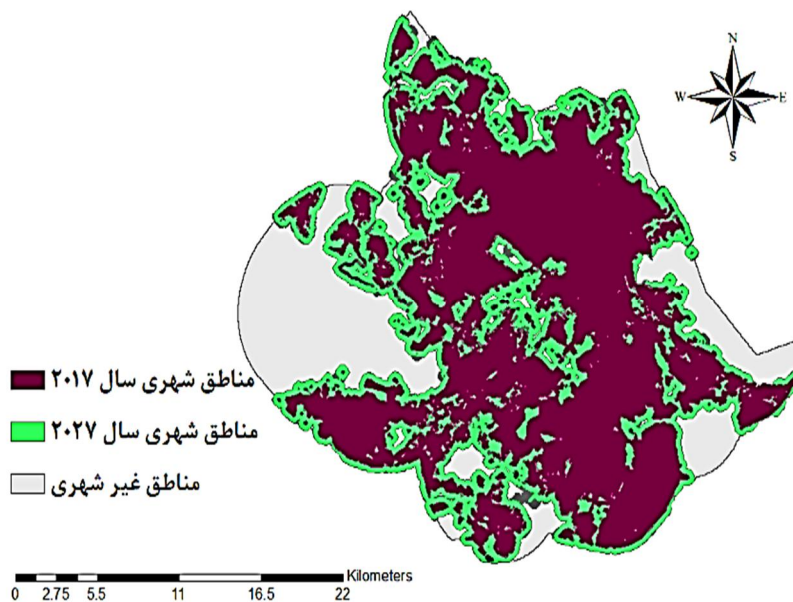 N
W E
S
مناطق شهری سال ۲۰۱۷
مناطق شهری سال ۲۰۲۷
مناطق غیر شهری
Kilometers
0 2.75 5.5 11 16.5 22